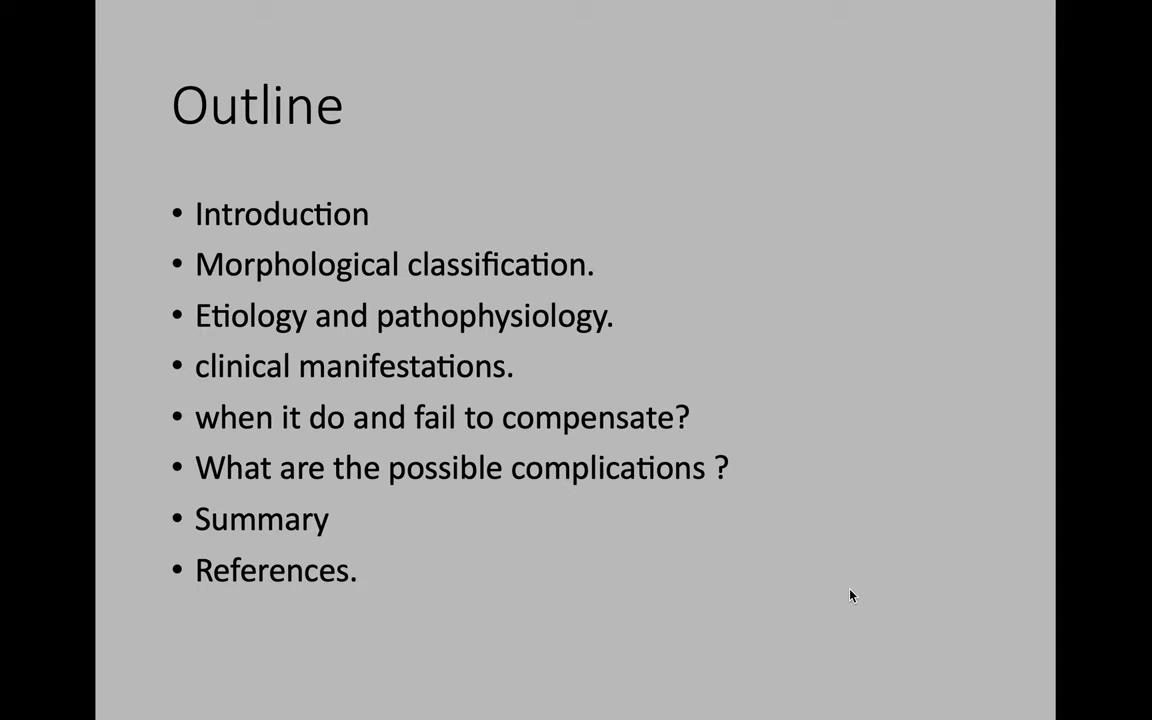 Outline
• Introduction
• Morphological classification.
• Etiology and pathophysiology.
• clinical manifestations.
• when it do and fail to compensate?
• What are the possible complications ?
• Summary
• References.